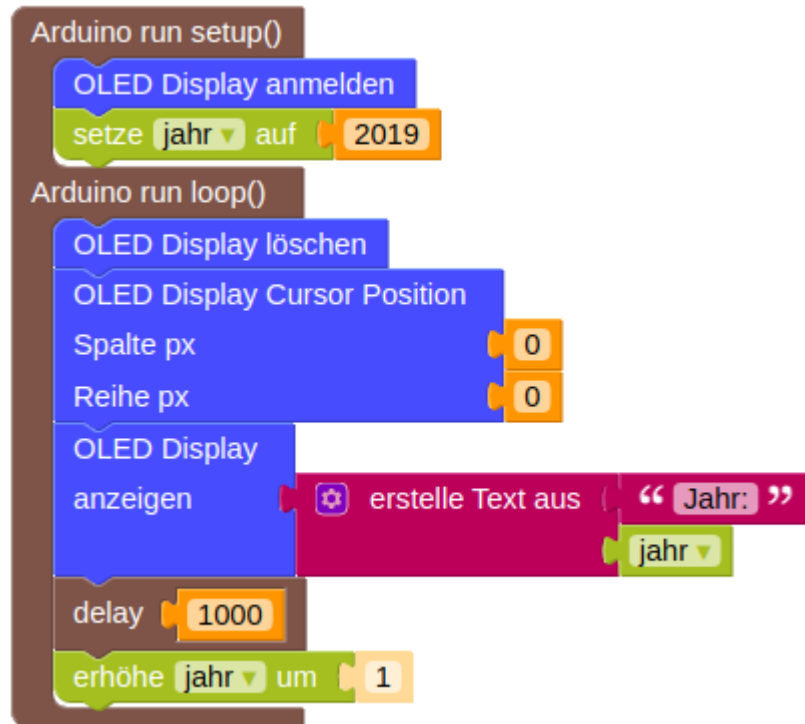 Arduino run setup()
OLED Display anmelden
setze jahr auf 2019
Arduino run loop()
OLED Display löschen
OLED Display Cursor Position
Spalte px 0
Reihe px 0
OLED Display
anzeigen erstelle Text aus “ Jahr: ”
jahr
delay 1000
erhöhe jahr um 1